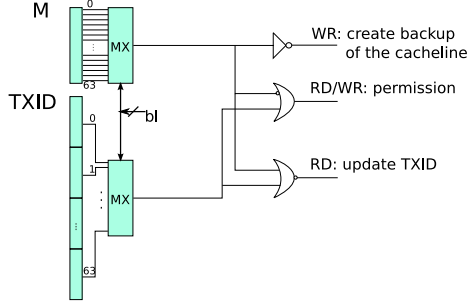 M
0
...
MX
63
WR: create backup
of the cacheline
RD/WR: permission
bl
TXID
0
1
MX
...
...
63
RD: update TXID